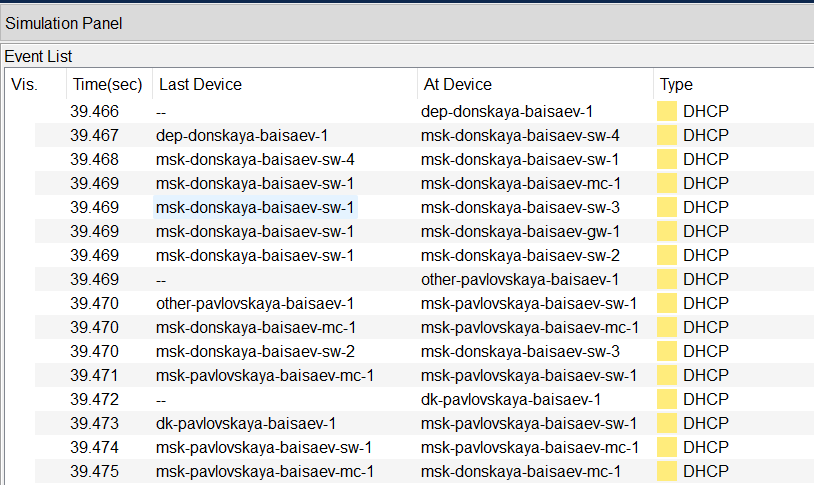 Simulation Panel
Event List
Vis. Time(sec) Last Device At Device Type
39.466 -- dep-donskaya-baisaev-1 DHCP
39.467 dep-donskaya-baisaev-1 msk-donskaya-baisaev-sw-4 DHCP
39.468 msk-donskaya-baisaev-sw-4 msk-donskaya-baisaev-sw-1 DHCP
39.469 msk-donskaya-baisaev-sw-1 msk-donskaya-baisaev-mc-1 DHCP
39.469 msk-donskaya-baisaev-sw-1 msk-donskaya-baisaev-sw-3 DHCP
39.469 msk-donskaya-baisaev-sw-1 msk-donskaya-baisaev-gw-1 DHCP
39.469 msk-donskaya-baisaev-sw-1 msk-donskaya-baisaev-sw-2 DHCP
39.469 -- other-pavlovskaya-baisaev-1 DHCP
39.470 other-pavlovskaya-baisaev-1 msk-pavlovskaya-baisaev-sw-1 DHCP
39.470 msk-donskaya-baisaev-mc-1 msk-pavlovskaya-baisaev-mc-1 DHCP
39.470 msk-donskaya-baisaev-sw-2 msk-donskaya-baisaev-sw-3 DHCP
39.471 msk-pavlovskaya-baisaev-mc-1 msk-pavlovskaya-baisaev-sw-1 DHCP
39.472 -- dk-pavlovskaya-baisaev-1 DHCP
39.473 dk-pavlovskaya-baisaev-1 msk-pavlovskaya-baisaev-sw-1 DHCP
39.474 msk-pavlovskaya-baisaev-sw-1 msk-pavlovskaya-baisaev-mc-1 DHCP
39.475 msk-pavlovskaya-baisaev-mc-1 msk-donskaya-baisaev-mc-1 DHCP